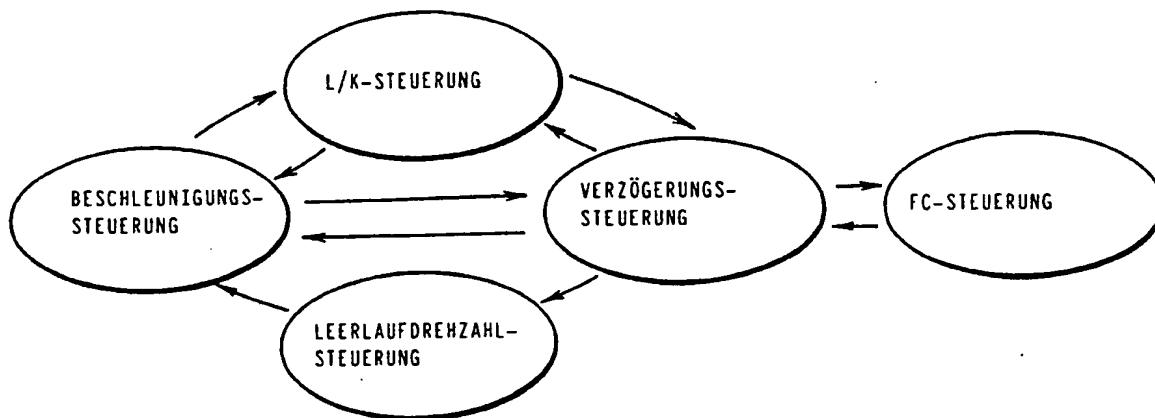 L/K-STEUERUNG
BESCHLEUNIGUNGS-
STEUERUNG
VERZÖGERUNGS-
STEUERUNG
FC-STEUERUNG
LEERLAUFDREHZAHL-
STEUERUNG